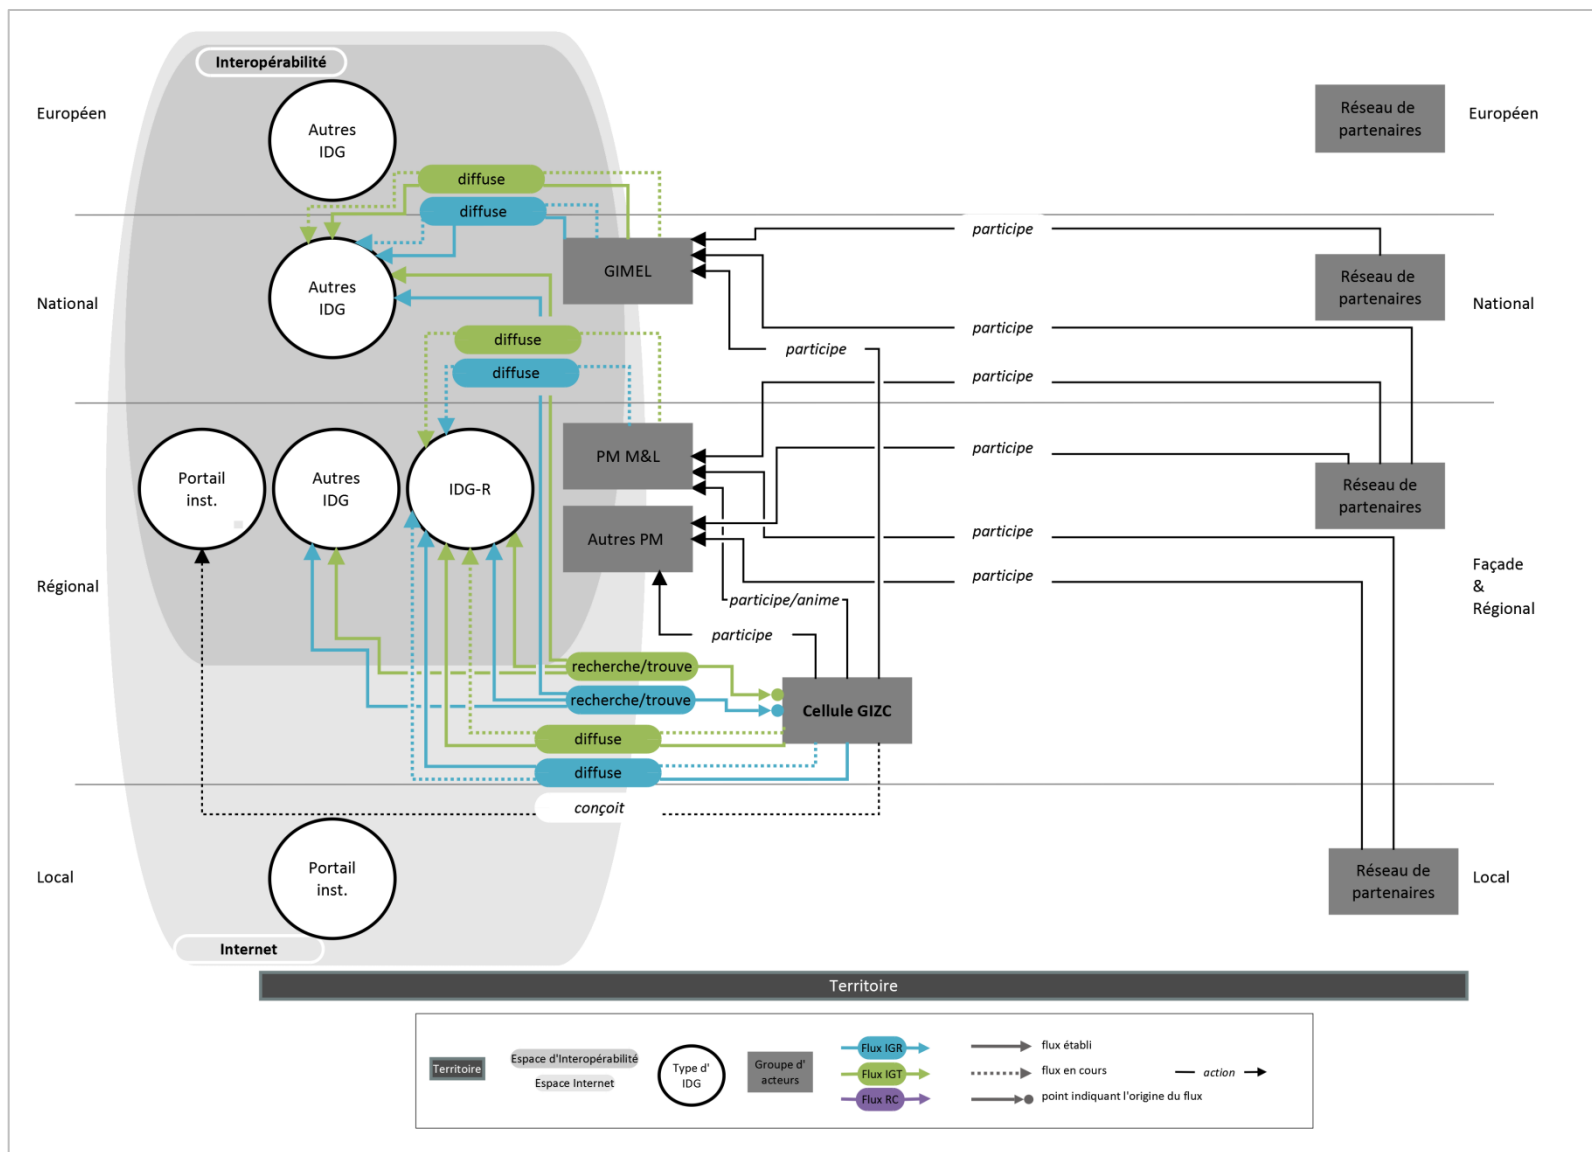 Interopérabilité
Européen
Autres
IDG
Réseau de
partenaires
Européen
diffuse
diffuse
participe
GIMEL
Autres
IDG
National
Réseau de
partenaires
National
participe
diffuse
participe
diffuse
participe
PM M&L
participe
Portail
inst.
Autres
IDG
IDG-R
Réseau de
partenaires
Autres PM
participe
Régional
participe
Façade
&
Régional
participe/anime
participe
recherche/trouve
recherche/trouve
Cellule GIZC
diffuse
diffuse
conçoit
Local
Portail
inst.
Réseau de
partenaires
Local
Internet
Territoire
Territoire
Espace d'Interopérabilité
Espace Internet
Type d'
IDG
Groupe d'
acteurs
Flux IGR
Flux IGT
Flux RC
flux établi
flux en cours
point indiquant l'origine du flux
action